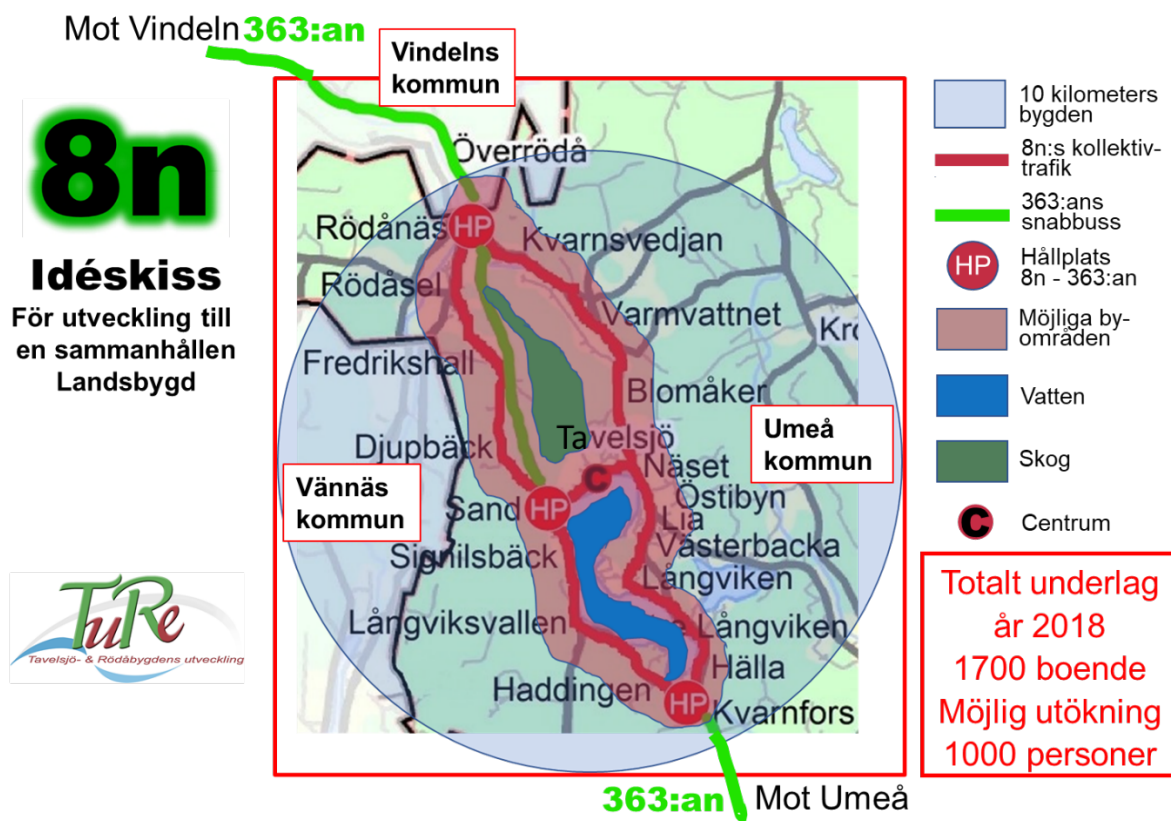 Mot Vindeln 363:an
Vindelns
kommun
8n
Idéskiss
För utveckling till
en sammanhållen
Landsbygd
TuRe
Tavelsjö- & Rödåbygdens utveckling
Överrödå
Rödånäs
HP
Kvarnsvedjan
Rödåsel
Varmvattnet
Kro
Fredrikshall
Blomåker
Tavelsjö
Umeå
kommun
Djupbäck
Näset
C
Vännäs
kommun
Sand
HP
Östibyn
Lia
Västerbacka
Signilsbäck
Långviken
Långviksvallen
e Långviken
Hälla
Haddingen
HP
Kvarnfors
363:an Mot Umeå
10 kilometers
bygden
8n:s kollektiv-
trafik
363:ans
snabbuss
HP
Hållplats
8n - 363:an
Möjliga by-
områden
Vatten
Skog
C
Centrum
Totalt underlag
år 2018
1700 boende
Möjlig utökning
1000 personer